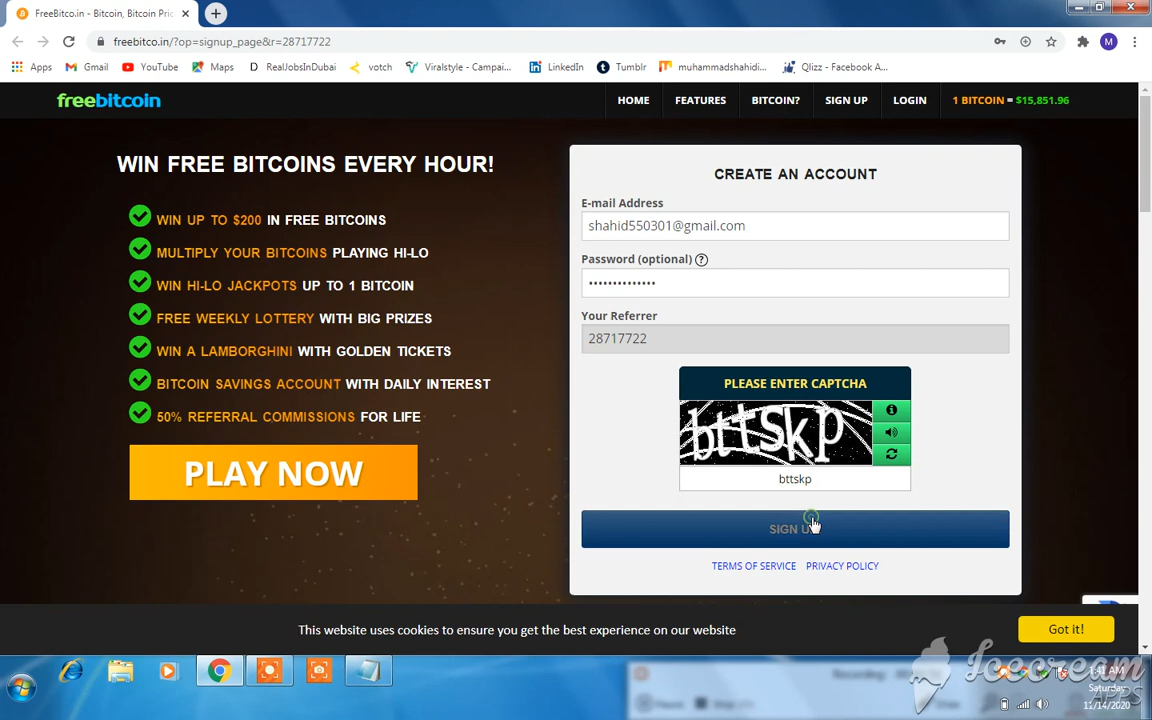 FreeBitco.in - Bitcoin, Bitcoin Pric
freebitco.in/?op=signup_page&r=28717722
M
Apps Gmail YouTube Maps RealJobsInDubai votch Viralstyle - Campai... LinkedIn Tumblr muhammadshahidi... Qlizz - Facebook A...
freebitcoin HOME FEATURES BITCOIN? SIGN UP LOGIN 1 BITCOIN = $15,851.96
WIN FREE BITCOINS EVERY HOUR!
WIN UP TO $200 IN FREE BITCOINS
MULTIPLY YOUR BITCOINS PLAYING HI-LO
WIN HI-LO JACKPOTS UP TO 1 BITCOIN
FREE WEEKLY LOTTERY WITH BIG PRIZES
WIN A LAMBORGHINI WITH GOLDEN TICKETS
BITCOIN SAVINGS ACCOUNT WITH DAILY INTEREST
50% REFERRAL COMMISSIONS FOR LIFE
PLAY NOW
CREATE AN ACCOUNT
E-mail Address
shahid550301@gmail.com
Password (optional) ?
••••••••••••••
Your Referrer
28717722
PLEASE ENTER CAPTCHA
bttskp
bttskp
SIGN U
TERMS OF SERVICE PRIVACY POLICY
This website uses cookies to ensure you get the best experience on our website Got it!
Icecream
APPS
1:41 AM
Saturday
11/14/2020